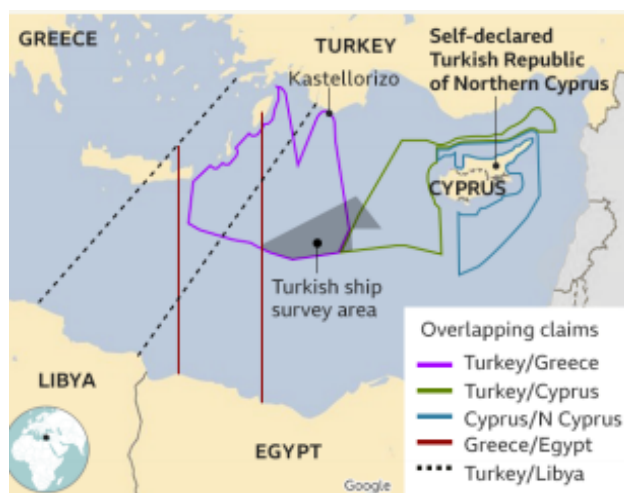 GREECE
TURKEY
Self-declared
Turkish Republic
of Northern Cyprus
Kastellorizo
CYPRUS
Turkish ship
survey area
LIBYA
EGYPT
Google
Overlapping claims
Turkey/Greece
Turkey/Cyprus
Cyprus/N Cyprus
Greece/Egypt
Turkey/Libya